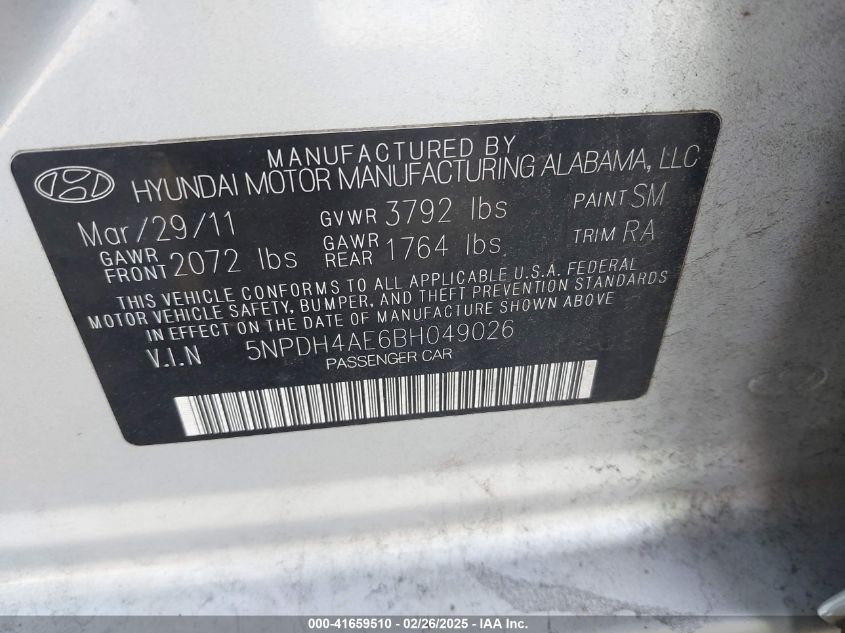 MANUFACTURED BY
HYUNDAI MOTOR MANUFACTURING ALABAMA, LLC
Mar/29/11 GVWR 3792 lbs PAINT SM
GAWR FRONT 2072 lbs GAWR REAR 1764 lbs TRIM RA
THIS VEHICLE CONFORMS TO ALL APPLICABLE U.S.A. FEDERAL
MOTOR VEHICLE SAFETY, BUMPER, AND THEFT PREVENTION STANDARDS
IN EFFECT ON THE DATE OF MANUFACTURE SHOWN ABOVE
V.I.N 5NPDH4AE6BH049026
PASSENGER CAR
000-41659510 - 02/26/2025 - IAA Inc.